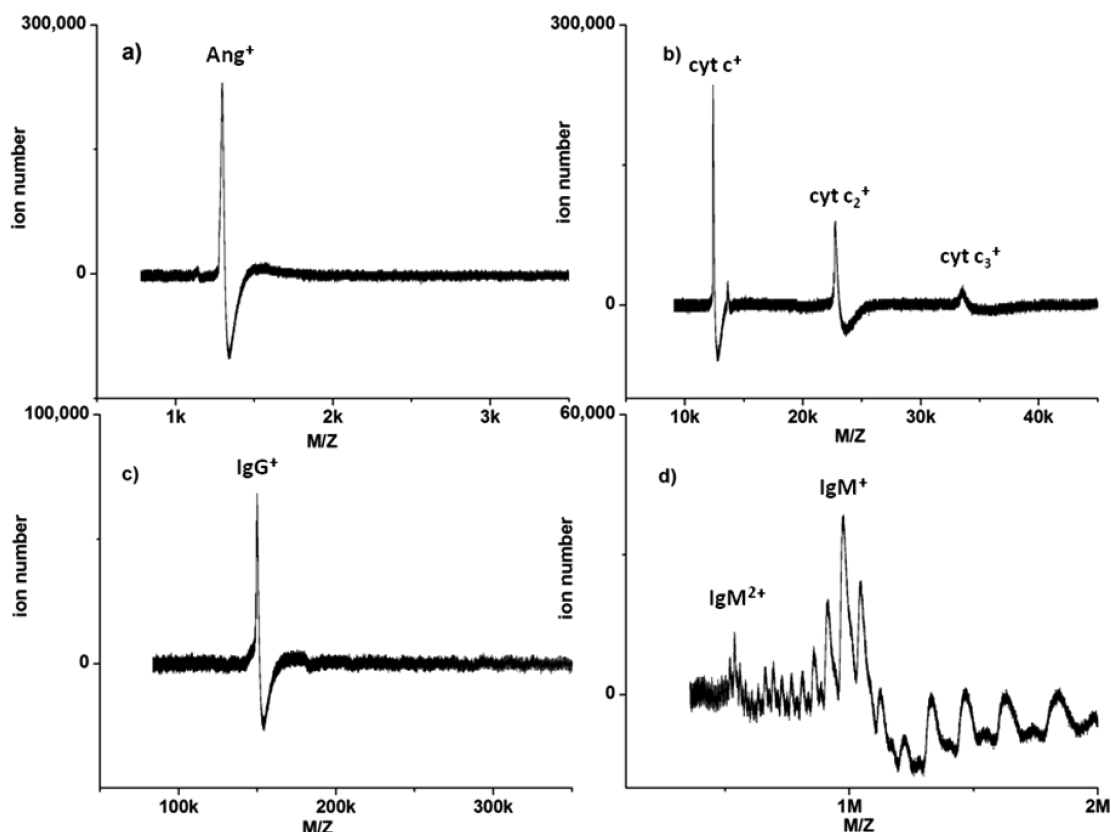 300,000
a)
Ang⁺
ion number
0
1k
2k
3k
M/Z
300,000
b)
cyt c⁺
cyt c₂⁺
cyt c₃⁺
ion number
0
10k
20k
30k
40k
M/Z
100,000
c)
IgG⁺
ion number
0
100k
200k
300k
M/Z
60,000
d)
IgM⁺
IgM²⁺
ion number
0
1M
2M
M/Z